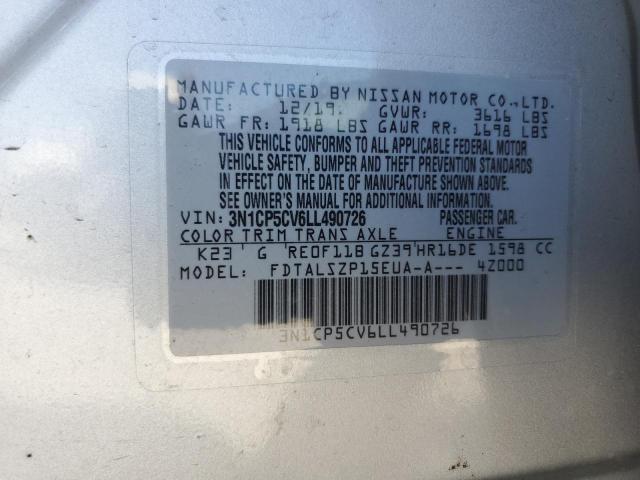 MANUFACTURED BY NISSAN MOTOR CO.,LTD.
DATE: 12/19. GVWR: 3616 LBS
GAWR FR: 1918 LBS GAWR RR: 1698 LBS
THIS VEHICLE CONFORMS TO ALL APPLICABLE FEDERAL MOTOR
VEHICLE SAFETY, BUMPER AND THEFT PREVENTION STANDARDS
IN EFFECT ON THE DATE OF MANUFACTURE SHOWN ABOVE.
SEE OWNER'S MANUAL FOR ADDITIONAL INFORMATION.
VIN: 3N1CP5CV6LL490726 PASSENGER CAR.
COLOR TRIM TRANS AXLE ENGINE
K23 G RE0F11B GZ39 HR16DE 1598 CC
MODEL: FDTALSZP15EUA-A--- 4Z000
3N1CP5CV6LL490726